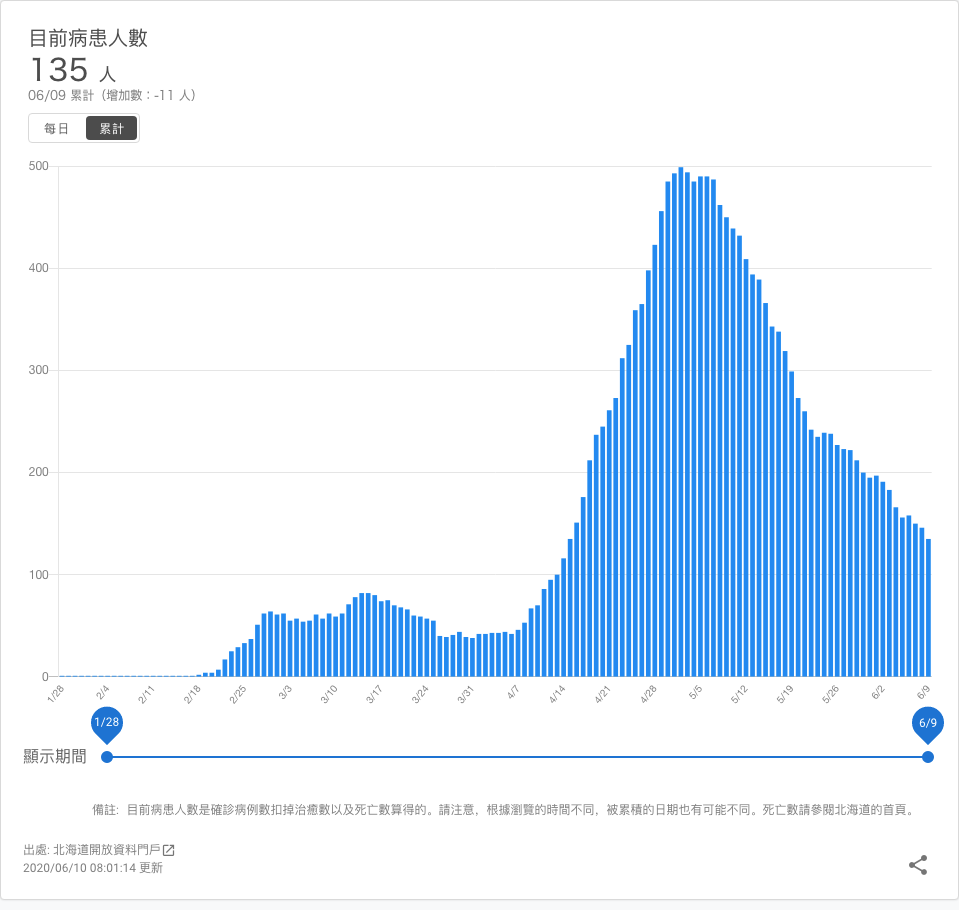 目前病患人數
135 人
06/09 累計（增加數：-11 人）
每日 累計
500
400
300
200
100
0
1/28 2/4 2/11 2/18 2/25 3/3 3/10 3/17 3/24 3/31 4/7 4/14 4/21 4/28 5/5 5/12 5/19 5/26 6/2 6/9
1/28 6/9
顯示期間
備註: 目前病患人數是確診病例數扣掉治癒數以及死亡數算得的。請注意，根據瀏覽的時間不同，被累積的日期也有可能不同。死亡數請參閱北海道的首頁。
出處: 北海道開放資料門戶
2020/06/10 08:01:14 更新